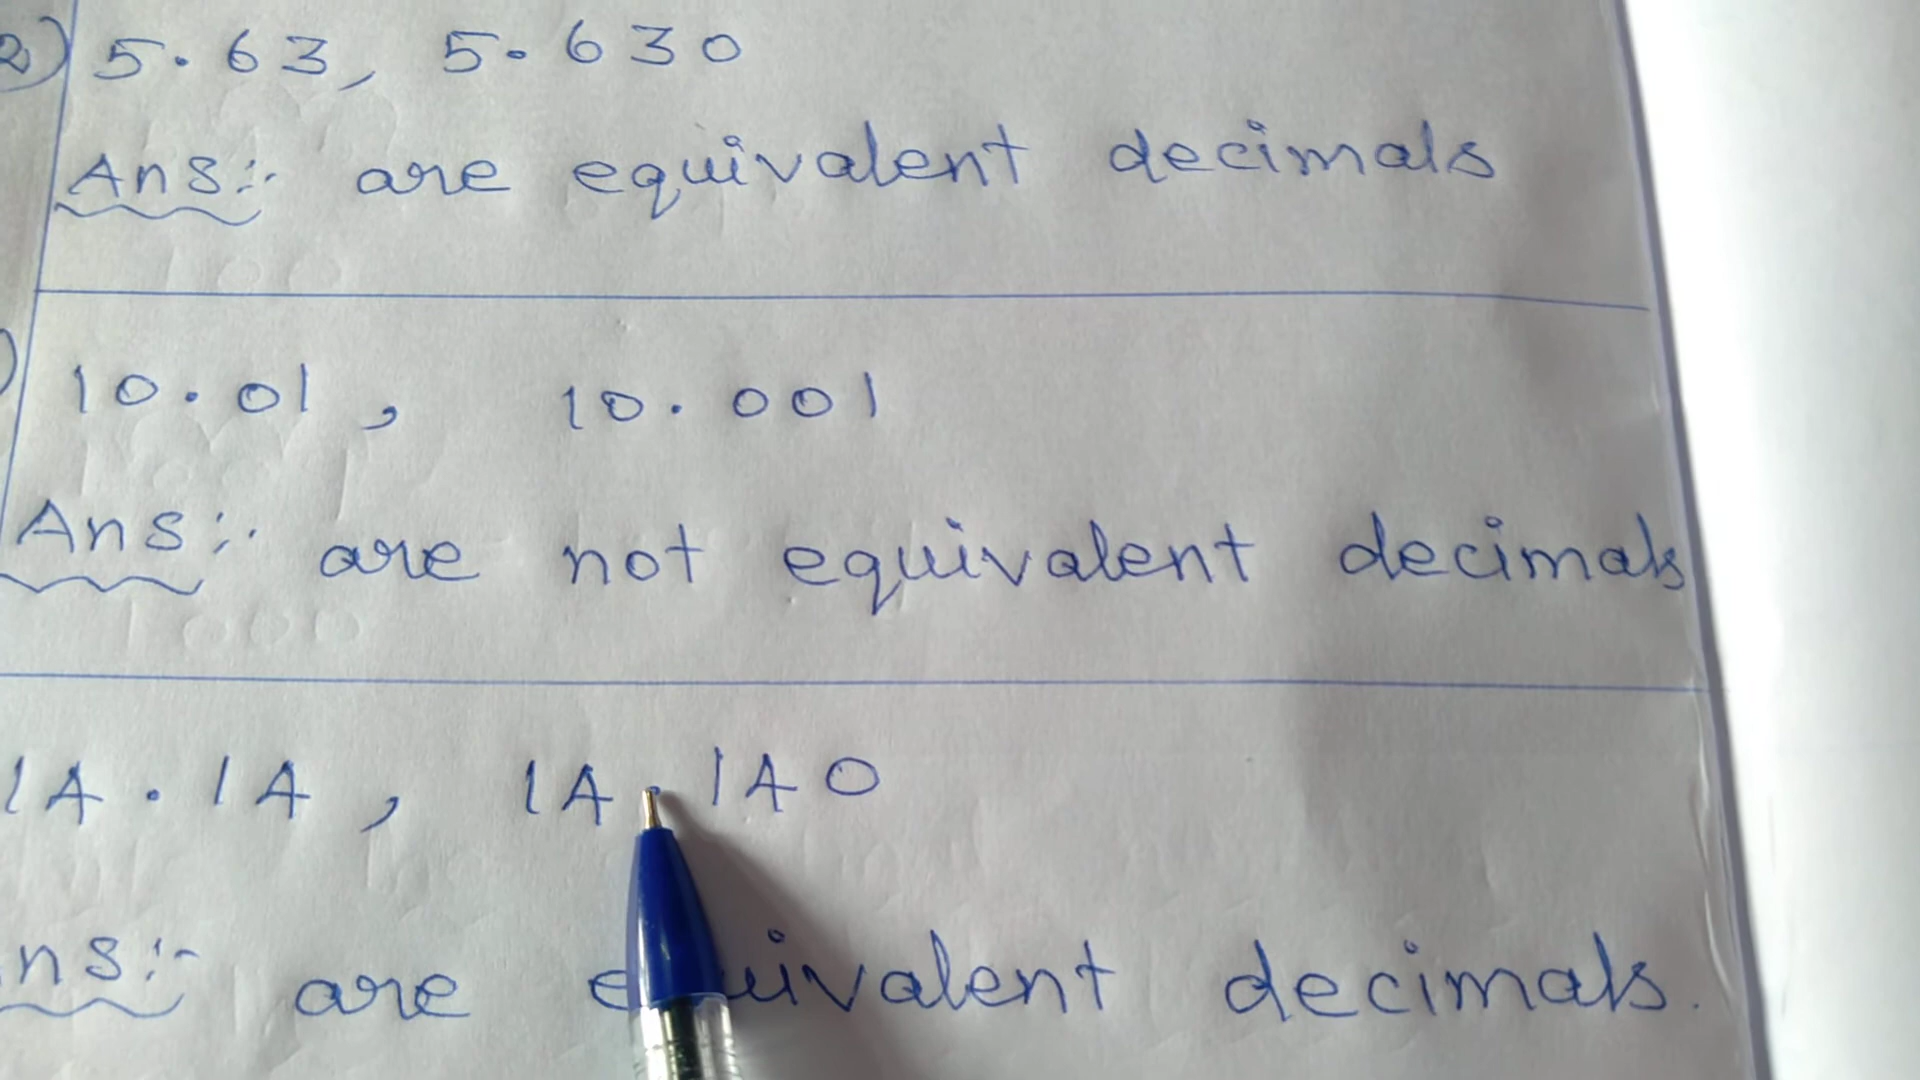 2) 5.63, 5.630
Ans:- are equivalent decimals
) 10.01, 10.001
Ans:- are not equivalent decimals
14.14, 14.140
ns:- are equivalent decimals.